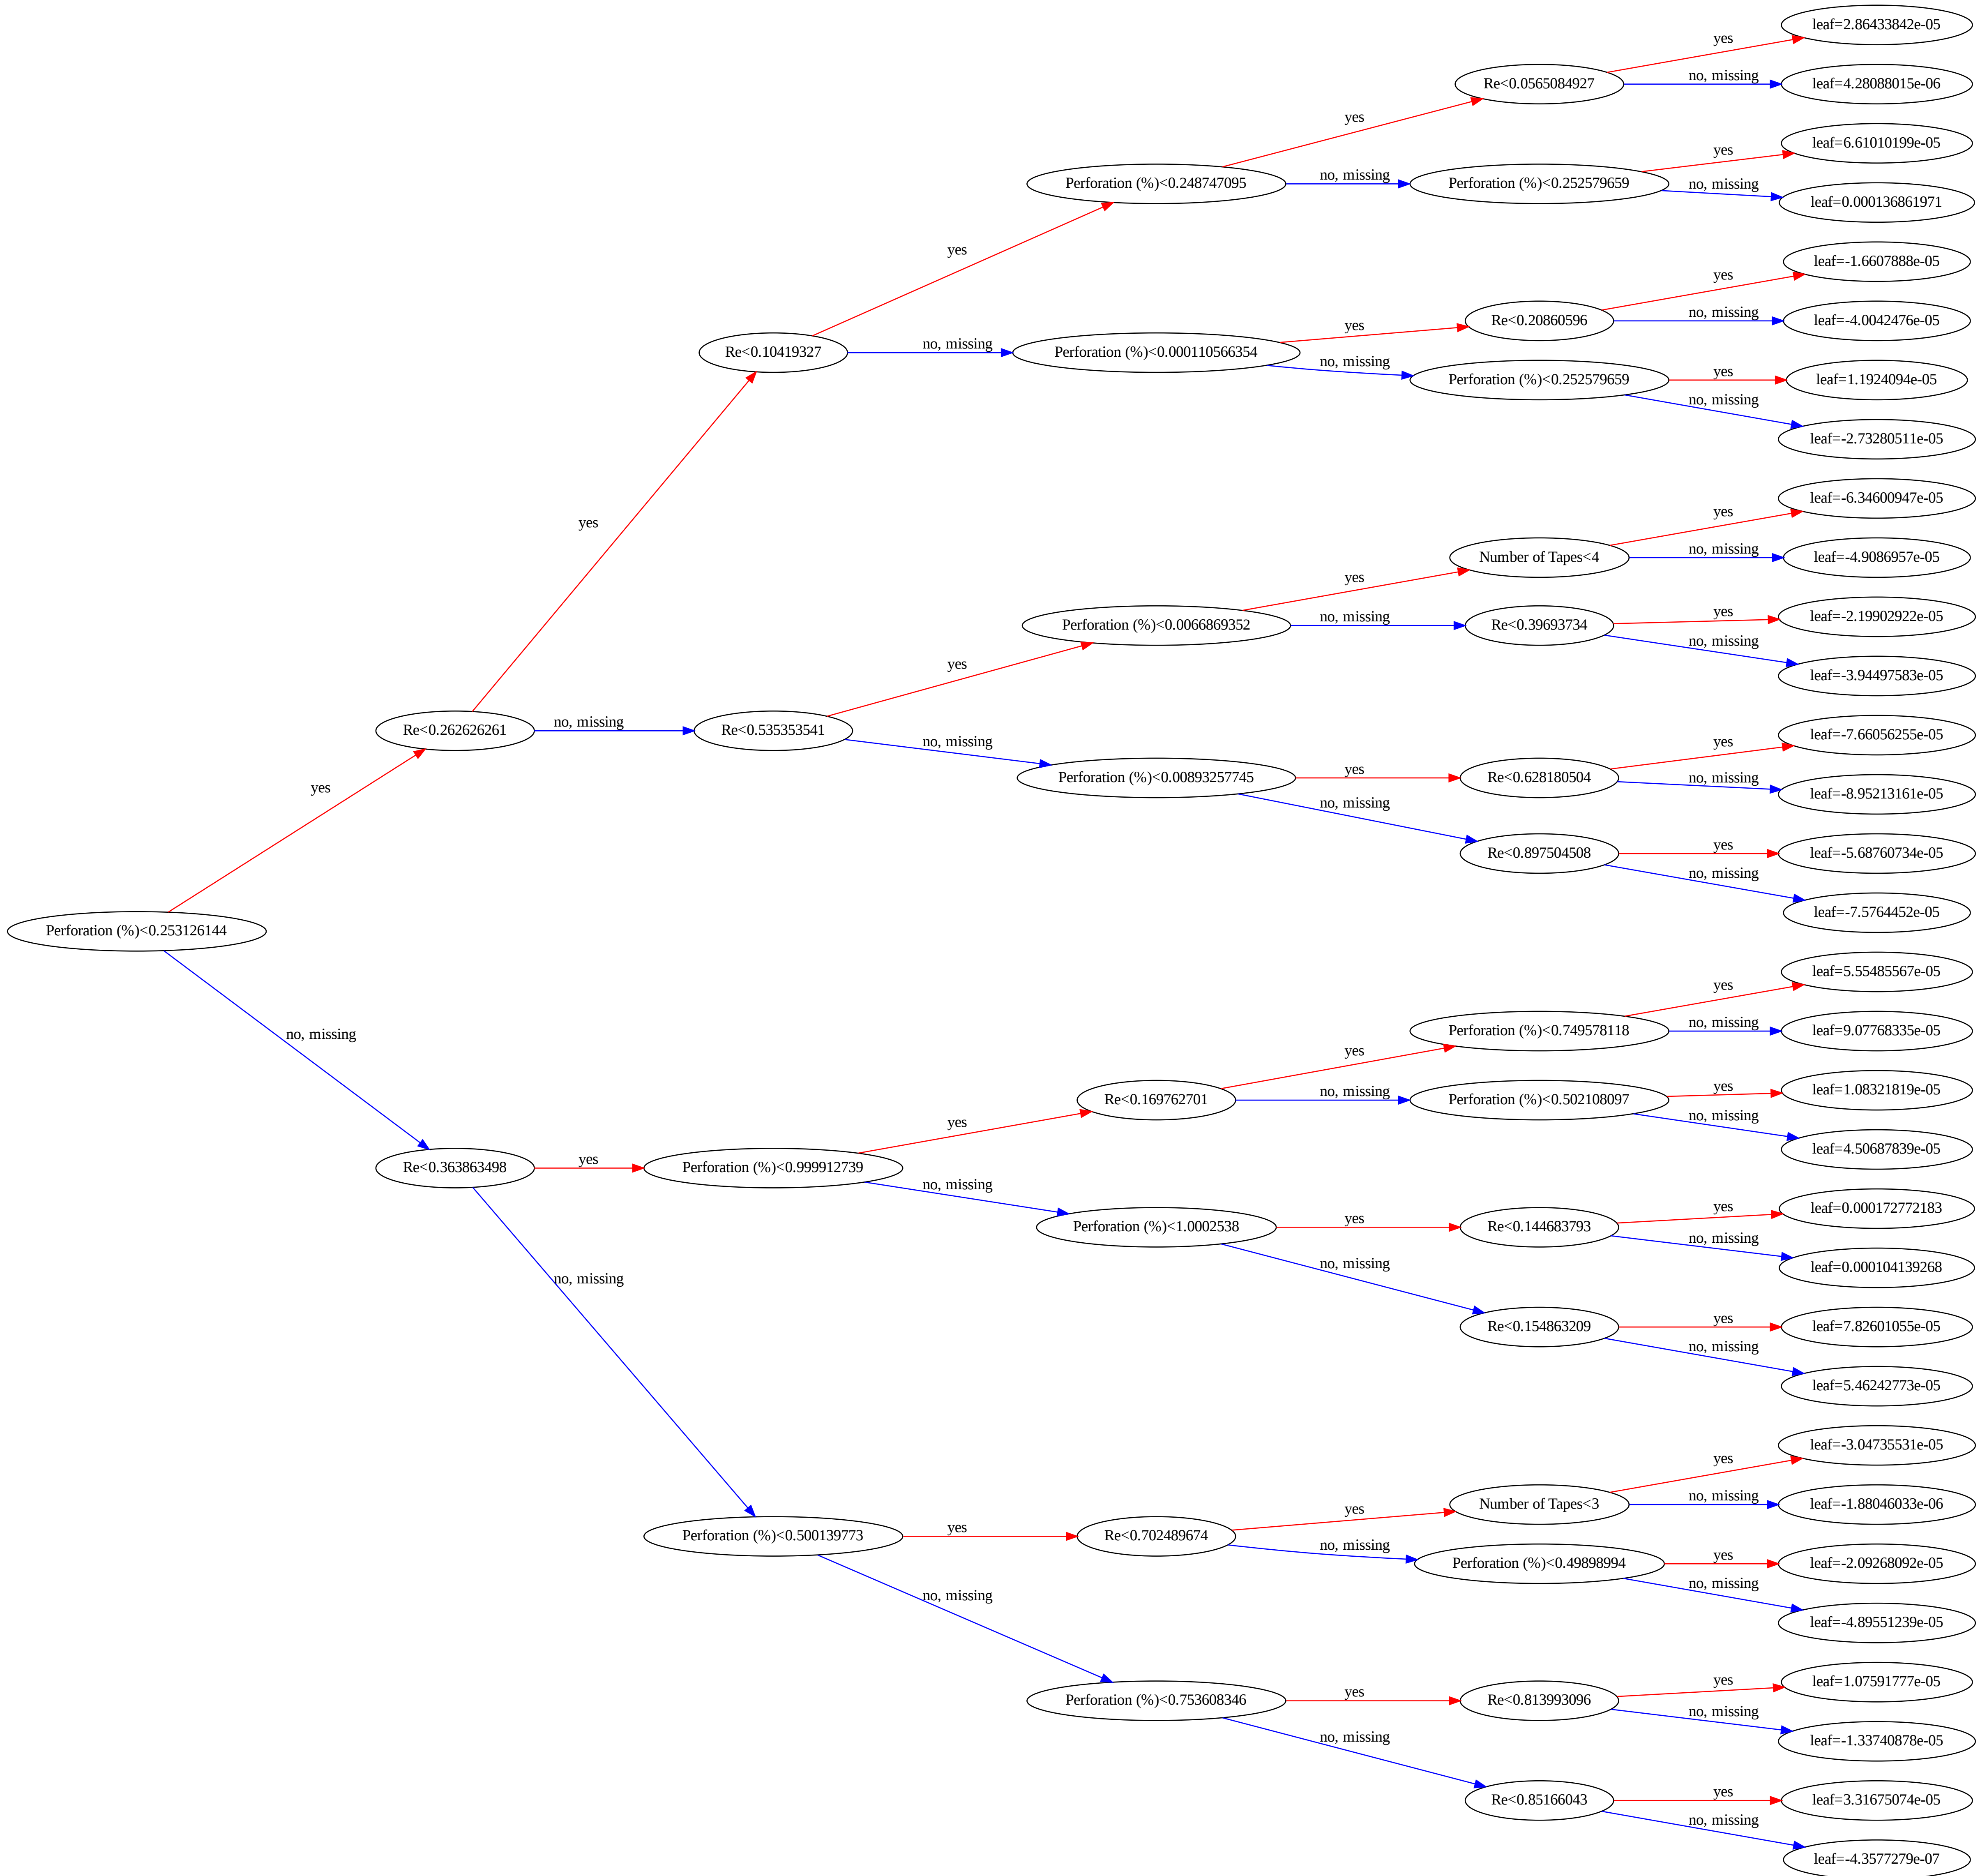 leaf=2.86433842e-05
yes
Re<0.0565084927
no, missing
leaf=4.28088015e-06
yes
leaf=6.61010199e-05
yes
Perforation (%)<0.248747095
no, missing
Perforation (%)<0.252579659
no, missing
leaf=0.000136861971
yes
leaf=-1.6607888e-05
yes
Re<0.20860596
no, missing
leaf=-4.0042476e-05
yes
Re<0.10419327
no, missing
Perforation (%)<0.000110566354
no, missing
Perforation (%)<0.252579659
yes
leaf=1.1924094e-05
no, missing
leaf=-2.73280511e-05
yes
leaf=-6.34600947e-05
yes
Number of Tapes<4
no, missing
leaf=-4.9086957e-05
yes
Perforation (%)<0.0066869352
no, missing
Re<0.39693734
yes
leaf=-2.19902922e-05
no, missing
leaf=-3.94497583e-05
yes
Re<0.262626261
no, missing
Re<0.535353541
no, missing
leaf=-7.66056255e-05
yes
Perforation (%)<0.00893257745
yes
Re<0.628180504
no, missing
leaf=-8.95213161e-05
yes
no, missing
Re<0.897504508
yes
leaf=-5.68760734e-05
no, missing
leaf=-7.5764452e-05
Perforation (%)<0.253126144
no, missing
leaf=5.55485567e-05
yes
Perforation (%)<0.749578118
no, missing
leaf=9.07768335e-05
yes
Re<0.169762701
no, missing
Perforation (%)<0.502108097
yes
leaf=1.08321819e-05
no, missing
leaf=4.50687839e-05
yes
Re<0.363863498
yes
Perforation (%)<0.999912739
no, missing
leaf=0.000172772183
yes
Perforation (%)<1.0002538
yes
Re<0.144683793
no, missing
leaf=0.000104139268
no, missing
no, missing
Re<0.154863209
yes
leaf=7.82601055e-05
no, missing
leaf=5.46242773e-05
leaf=-3.04735531e-05
yes
Number of Tapes<3
no, missing
leaf=-1.88046033e-06
yes
Perforation (%)<0.500139773
yes
Re<0.702489674
no, missing
Perforation (%)<0.49898994
yes
leaf=-2.09268092e-05
no, missing
leaf=-4.89551239e-05
no, missing
leaf=1.07591777e-05
yes
Perforation (%)<0.753608346
yes
Re<0.813993096
no, missing
leaf=-1.33740878e-05
no, missing
Re<0.85166043
yes
leaf=3.31675074e-05
no, missing
leaf=-4.3577279e-07